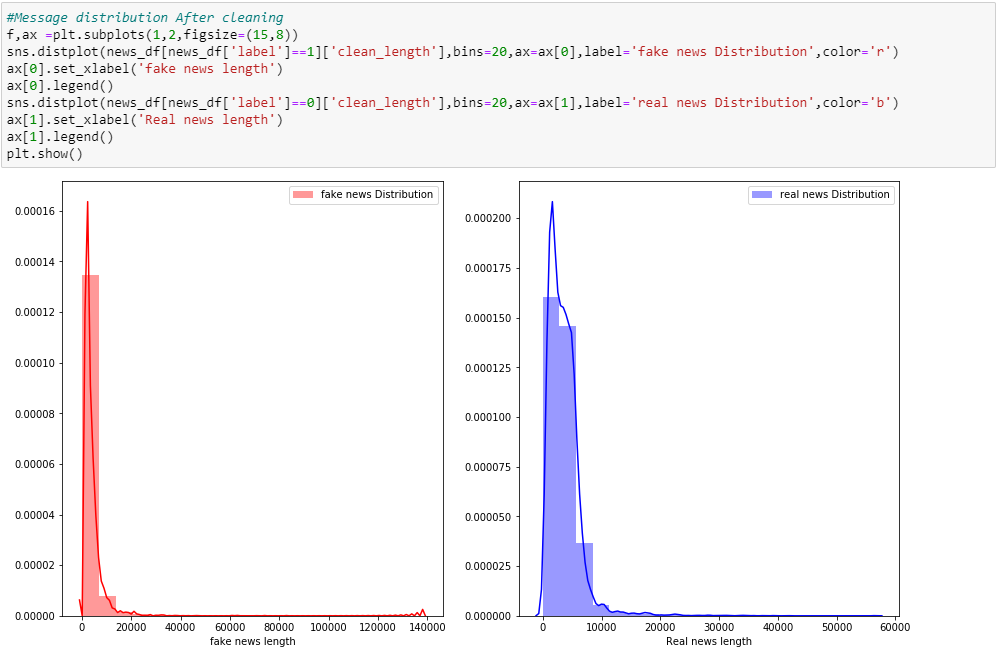 #Message distribution After cleaning
f,ax =plt.subplots(1,2,figsize=(15,8))
sns.distplot(news_df[news_df['label']==1]['clean_length'],bins=20,ax=ax[0],label='fake news Distribution',color='r')
ax[0].set_xlabel('fake news length')
ax[0].legend()
sns.distplot(news_df[news_df['label']==0]['clean_length'],bins=20,ax=ax[1],label='real news Distribution',color='b')
ax[1].set_xlabel('Real news length')
ax[1].legend()
plt.show()
fake news Distribution
0.00016
0.00014
0.00012
0.00010
0.00008
0.00006
0.00004
0.00002
0.00000
0 20000 40000 60000 80000 100000 120000 140000
fake news length
real news Distribution
0.000200
0.000175
0.000150
0.000125
0.000100
0.000075
0.000050
0.000025
0.000000
0 10000 20000 30000 40000 50000 60000
Real news length